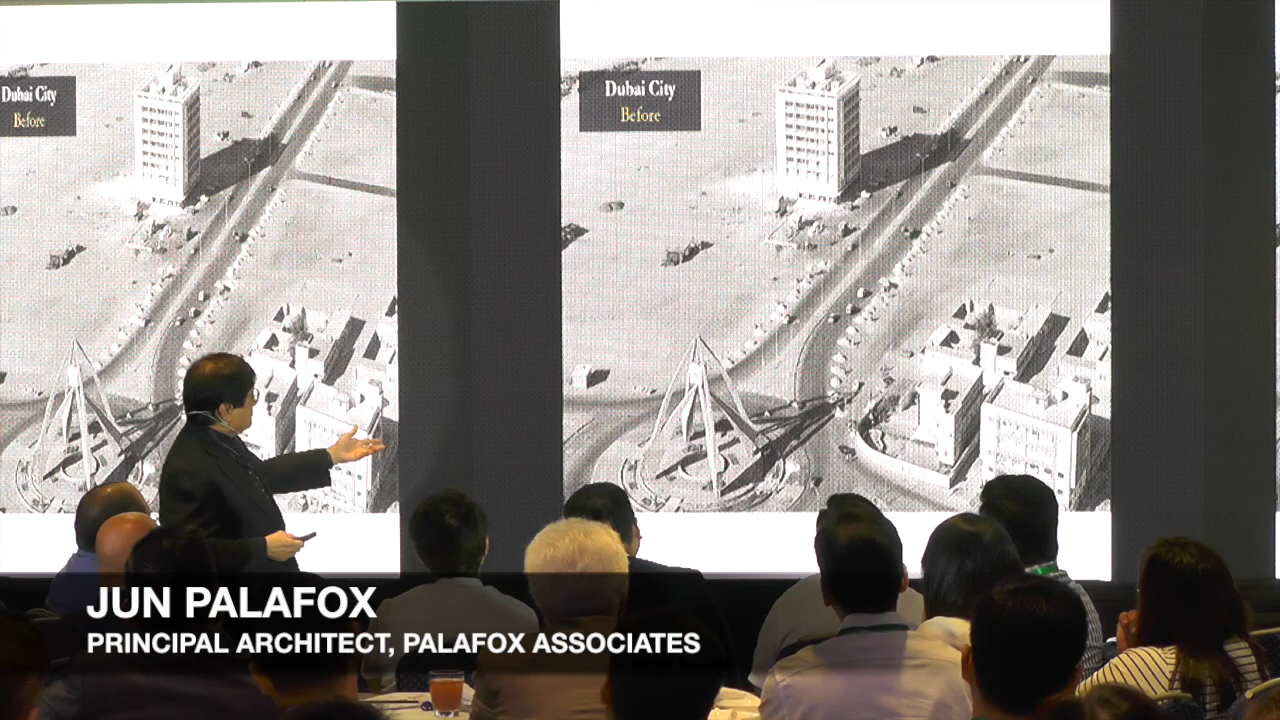 Dubai City
Before
Dubai City
Before
JUN PALAFOX
PRINCIPAL ARCHITECT, PALAFOX ASSOCIATES